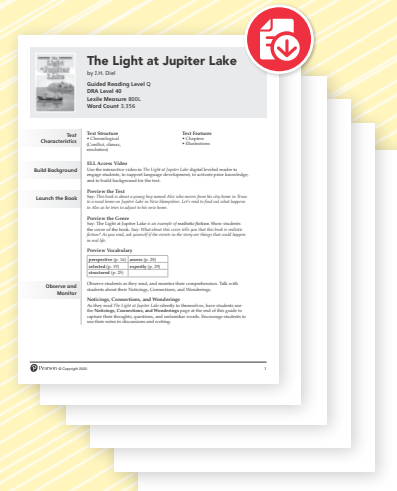 The Light at Jupiter Lake
by J.H. Diel
Guided Reading Level Q
DRA Level 40
Lexile Measure 800L
Word Count 3,356
The
Light
at
Jupiter
Lake
Text
Characteristics
Text Structure
• Chronological
(Conflict, climax,
resolution)
Text Features
• Chapters
• Illustrations
Build Background
ELL Access Video
Use the interactive video to The Light at Jupiter Lake digital leveled reader to
engage students, to support language development, to activate prior knowledge,
and to build background for the text.
Launch the Book
Preview the Text
Say: This book is about a young boy named Alec who moves from his city home in Texas
to a rural home on Jupiter Lake in New Hampshire. Let's read to find out what happens
to Alec as he tries to adjust to his new home.
Preview the Genre
Say: The Light at Jupiter Lake is an example of realistic fiction. Show students
the cover of the book. Say: What about this cover tells you that this book is realistic
fiction? As you read, ask yourself if the events in the story are things that could happen
in real life.
Preview Vocabulary
perspective (p. 16) assess (p. 28)
selected (p. 19) expertly (p. 29)
structured (p. 25)
Observe and
Monitor
Observe students as they read, and monitor their comprehension. Talk with
students about their Noticings, Connections, and Wonderings.
Noticings, Connections, and Wonderings
As they read The Light at Jupiter Lake silently to themselves, have students use
the Noticings, Connections, and Wonderings page at the end of this guide to
capture their thoughts, questions, and unfamiliar words. Encourage students to
use their notes in discussions and writing.
Pearson © Copyright 2020
1